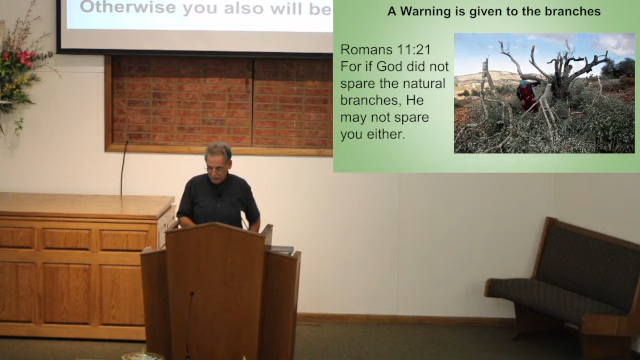 Otherwise you also will be
A Warning is given to the branches
Romans 11:21
For if God did not
spare the natural
branches, He
may not spare
you either.